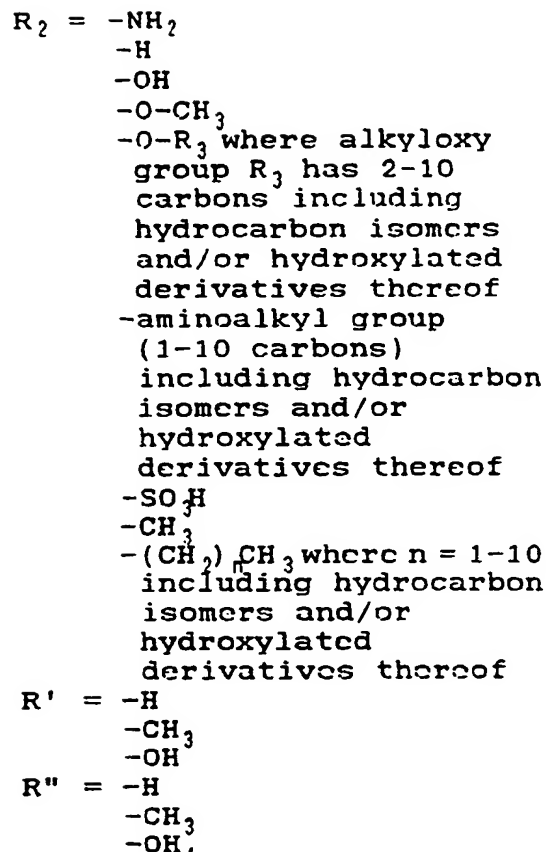 R₂ = -NH₂
-H
-OH
-O-CH₃
-O-R₃ where alkyloxy
group R₃ has 2-10
carbons including
hydrocarbon isomers
and/or hydroxylated
derivatives thereof
-aminoalkyl group
(1-10 carbons)
including hydrocarbon
isomers and/or
hydroxylated
derivatives thereof
-SO₃H
-CH₃
-(CH₂)ₙCH₃ where n = 1-10
including hydrocarbon
isomers and/or
hydroxylated
derivatives thereof
R' = -H
-CH₃
-OH
R" = -H
-CH₃
-OH.